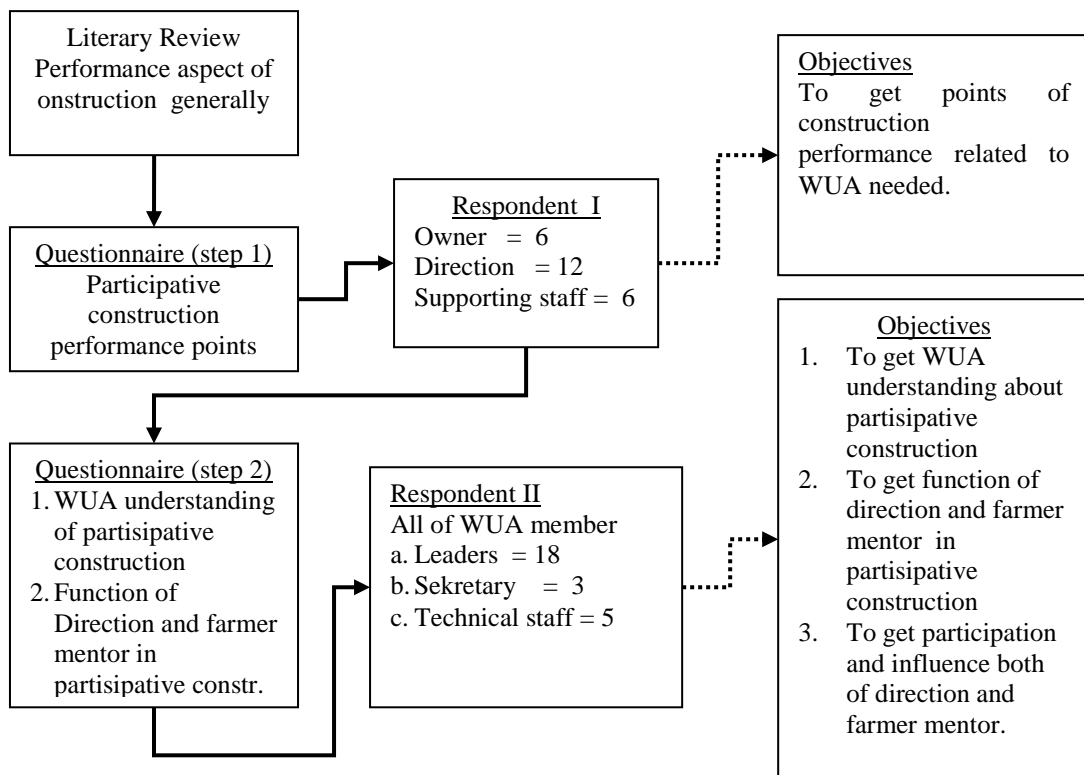 Literary Review
Performance aspect of
onstruction generally
Questionnaire (step 1)
Participative
construction
performance points
Respondent I
Owner = 6
Direction = 12
Supporting staff = 6
Objectives
To get points of
construction
performance related to
WUA needed.
Questionnaire (step 2)
1. WUA understanding
of partisipative
construction
2. Function of
Direction and farmer
mentor in
partisipative constr.
Respondent II
All of WUA member
a. Leaders = 18
b. Sekretary = 3
c. Technical staff = 5
Objectives
1. To get WUA
understanding about
partisipative
construction
2. To get function of
direction and farmer
mentor in
partisipative
construction
3. To get participation
and influence both
of direction and
farmer mentor.